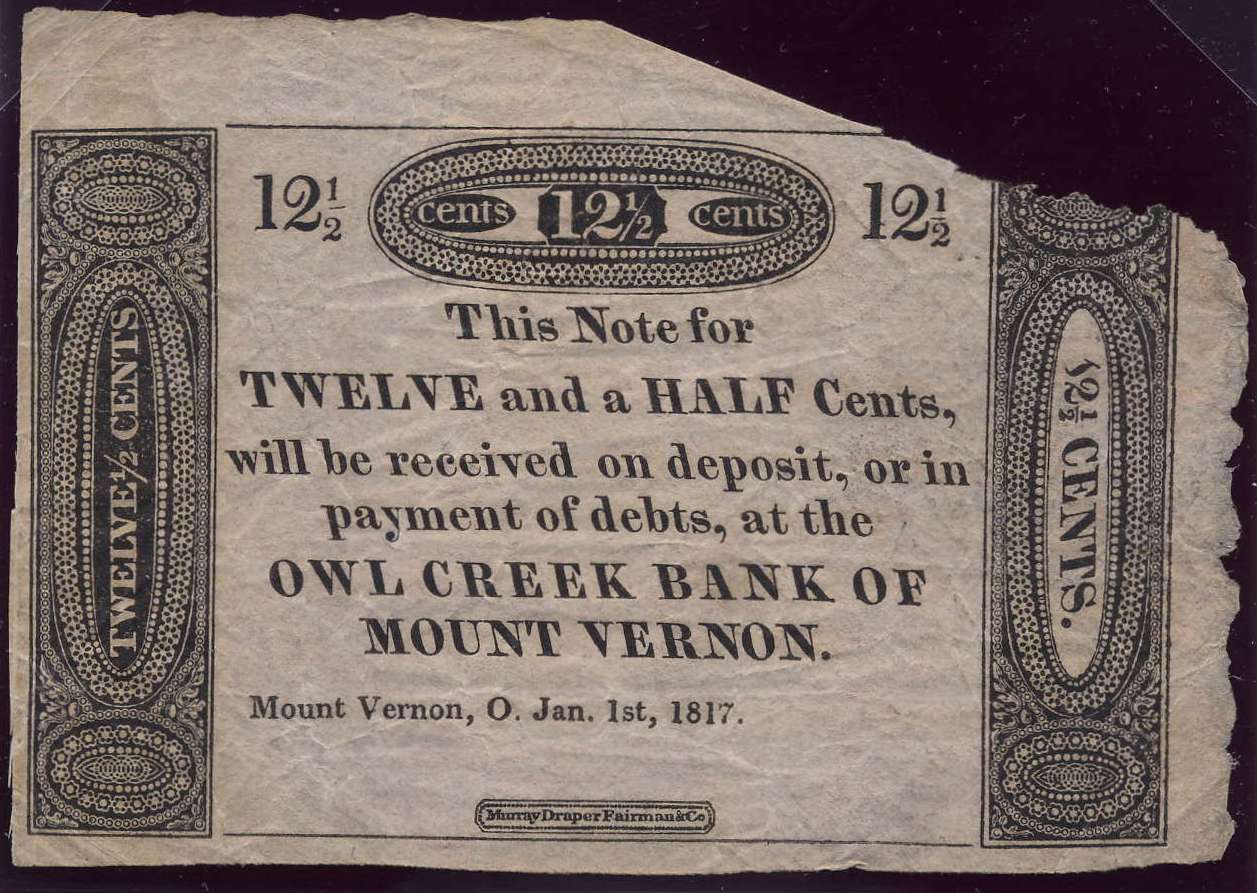 12½ cents 12½ cents 12½
This Note for
TWELVE and a HALF Cents,
will be received on deposit, or in
payment of debts, at the
OWL CREEK BANK OF
MOUNT VERNON.
Mount Vernon, O. Jan. 1st, 1817.
Murray Draper Fairman & Co
TWELVE ½ CENTS
12½ CENTS.